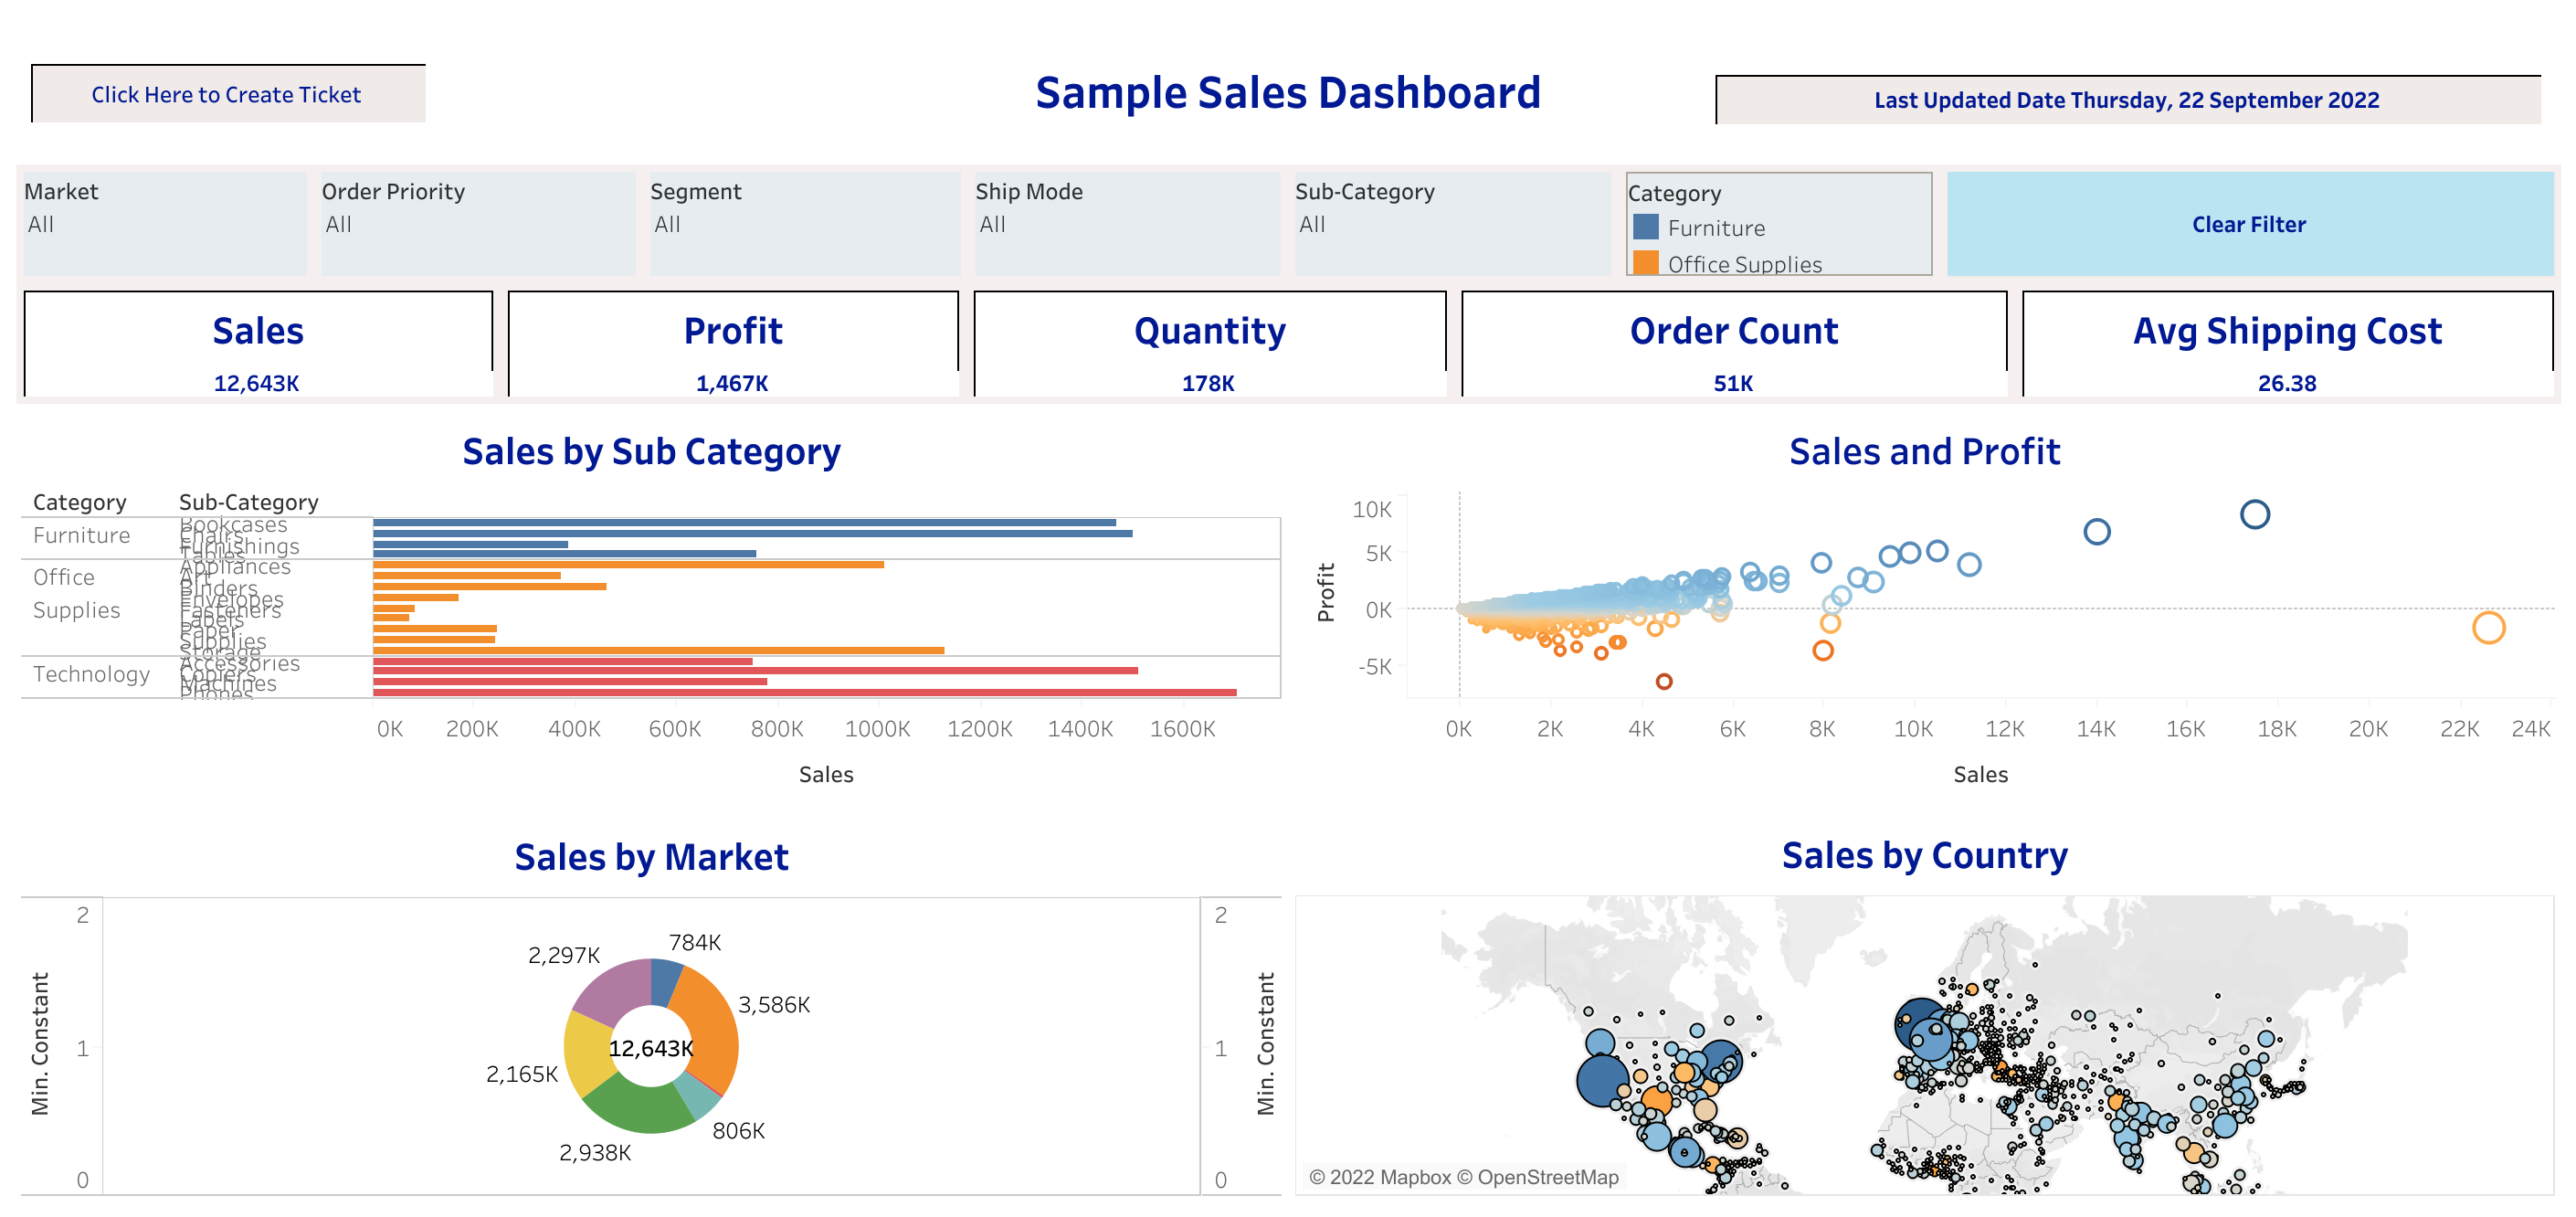 Click Here to Create Ticket
Sample Sales Dashboard
Last Updated Date Thursday, 22 September 2022
Market
All
Order Priority
All
Segment
All
Ship Mode
All
Sub-Category
All
Category
Furniture
Office Supplies
Clear Filter
Sales
12,643K
Profit
1,467K
Quantity
178K
Order Count
51K
Avg Shipping Cost
26.38
Sales by Sub Category
Category Sub-Category
Furniture
Bookcases
Chairs
Furnishings
Tables
Office
Supplies
Appliances
Art
Binders
Envelopes
Fasteners
Labels
Paper
Supplies
Storage
Technology
Accessories
Copiers
Machines
Phones
0K 200K 400K 600K 800K 1000K 1200K 1400K 1600K
Sales
Sales and Profit
Profit
10K
5K
0K
-5K
0K 2K 4K 6K 8K 10K 12K 14K 16K 18K 20K 22K 24K
Sales
Sales by Market
Min. Constant
2
1
0
784K
3,586K
806K
2,938K
2,165K
2,297K
12,643K
2
1
0
Min. Constant
Sales by Country
© 2022 Mapbox © OpenStreetMap